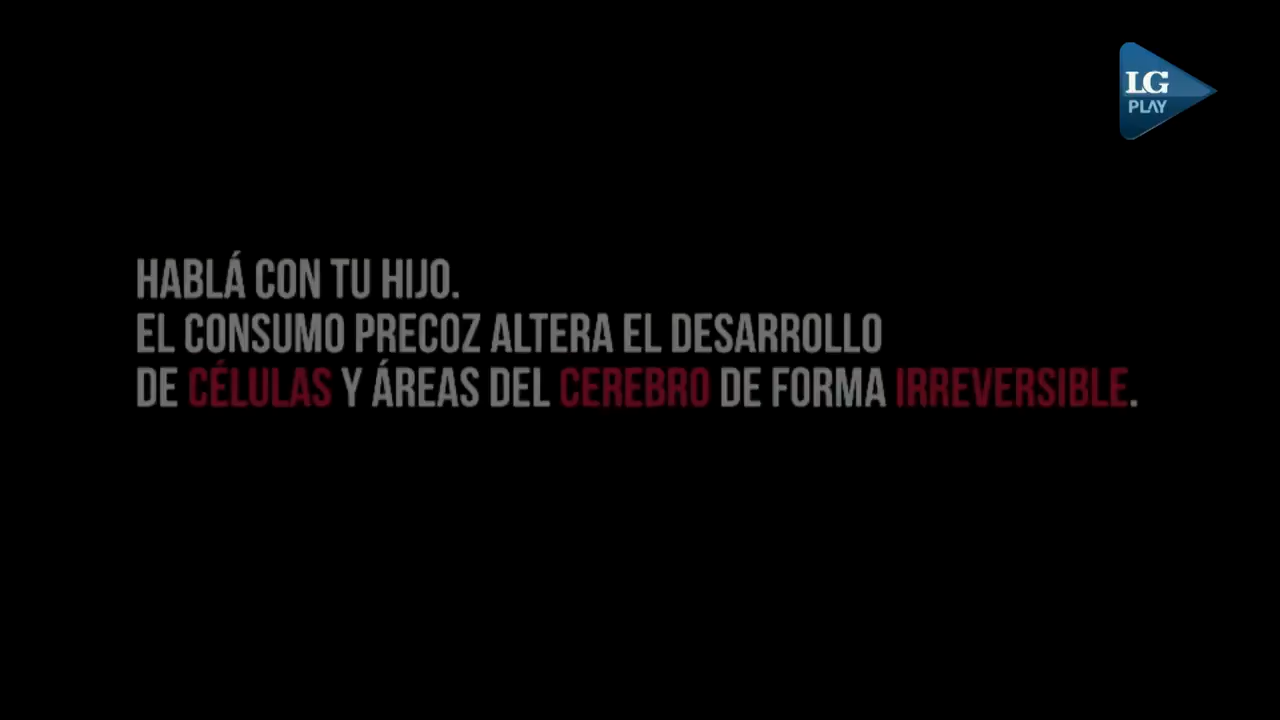 LG
PLAY
HABLÁ CON TU HIJO.
EL CONSUMO PRECOZ ALTERA EL DESARROLLO
DE CÉLULAS Y ÁREAS DEL CEREBRO DE FORMA IRREVERSIBLE.